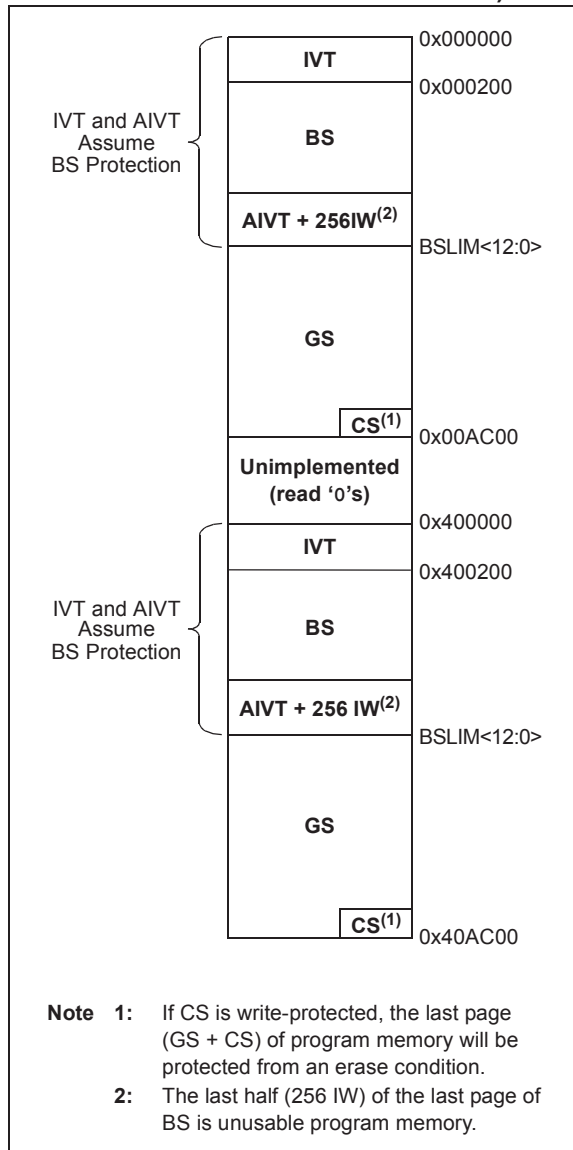 0x000000
IVT
0x000200
IVT and AIVT
Assume
BS Protection
BS
AIVT + 256IW(2)
BSLIM<12:0>
GS
CS(1)
0x00AC00
Unimplemented
(read ‘0’s)
0x400000
IVT
0x400200
IVT and AIVT
Assume
BS Protection
BS
AIVT + 256 IW(2)
BSLIM<12:0>
GS
CS(1)
0x40AC00
Note 1: If CS is write-protected, the last page
(GS + CS) of program memory will be
protected from an erase condition.
2: The last half (256 IW) of the last page of
BS is unusable program memory.